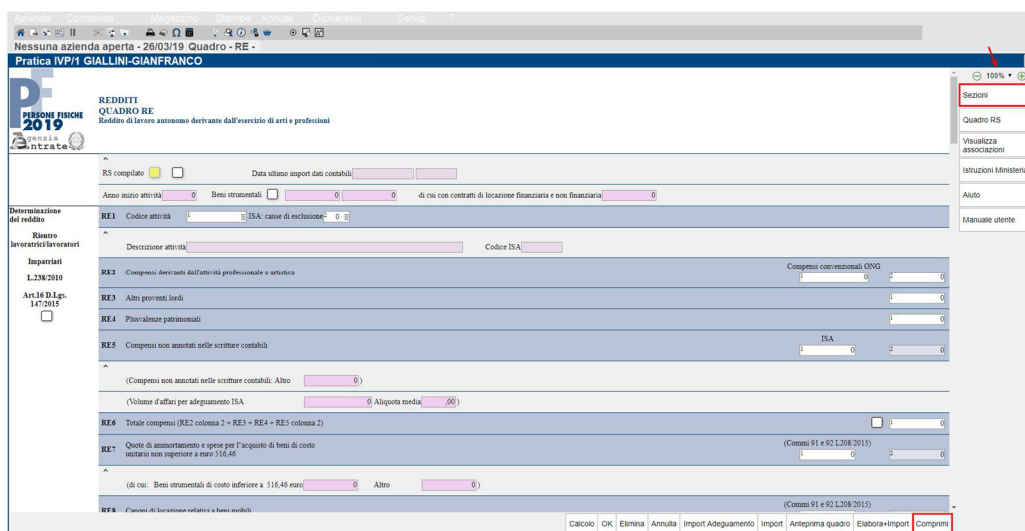 Azienda Contabilita' Magazzino Stampe Annuali Dichiarativi Servizi ?
Nessuna azienda aperta - 26/03/19 Quadro - RE -
Pratica IVP/1 GIALLINI-GIANFRANCO
100%
PF
PERSONE FISICHE
2019
Agenzia
Entrate
REDDITI
QUADRO RE
Reddito di lavoro autonomo derivante dall'esercizio di arti e professioni
Sezioni
Quadro RS
Visualizza
associazioni
Istruzioni Ministeria
Aiuto
Manuale utente
RS compilato Data ultimo import dati contabili
Anno inizio attività 0 Beni strumentali 0 0 di cui con contratti di locazione finanziaria e non finanziaria 0
Determinazione
del reddito
Rientro
lavoratrici/lavoratori
Impatriati
L.238/2010
Art.16 D.Lgs.
147/2015
RE1 Codice attività 1 ISA: cause di esclusione 2 0
Descrizione attività Codice ISA
Compensi convenzionali ONG
RE2 Compensi derivanti dall'attività professionale o artistica 1 0 2 0
RE3 Altri proventi lordi 1 0
RE4 Plusvalenze patrimoniali 1 0
ISA
RE5 Compensi non annotati nelle scritture contabili 1 0 2 0
(Compensi non annotati nelle scritture contabili: Altro 0 )
(Volume d'affari per adeguamento ISA 0 Aliquota media ,00 )
RE6 Totale compensi (RE2 colonna 2 + RE3 + RE4 + RE5 colonna 2) 1 0
RE7 Quote di ammortamento e spese per l'acquisto di beni di costo
unitario non superiore a euro 516,46
(Commi 91 e 92 L208/2015)
1 0 2 0
(di cui: Beni strumentali di costo inferiore a 516,46 euro 0 Altro 0 )
(Commi 91 e 92 L208/2015)
RE8 Canoni di locazione relativi a beni mobili
Calcolo OK Elimina Annulla Import Adeguamento Import Anteprima quadro Elabora+Import Comprimi